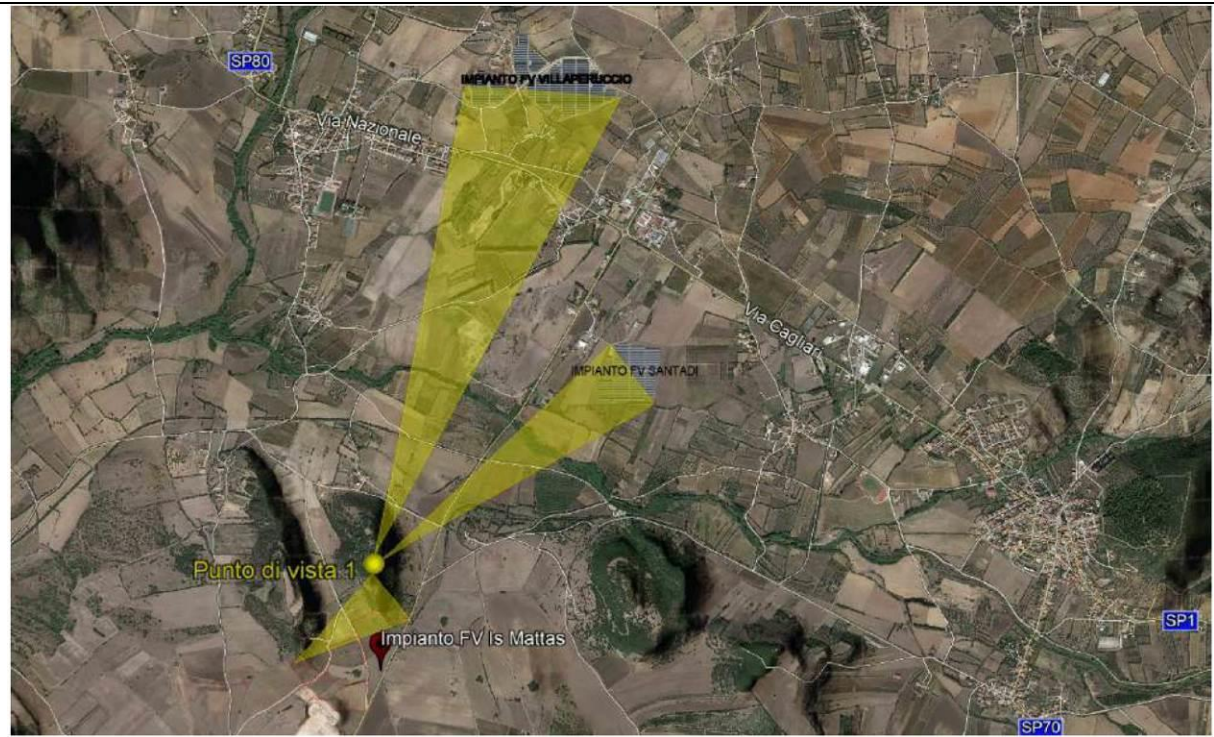 SP80
IMPIANTO FV VILLAPERUCCIO
Via Nazionale
Via Cagliari
IMPIANTO FV SANTADI
Punto di vista 1
Impianto FV Is Mattas
SP1
SP70